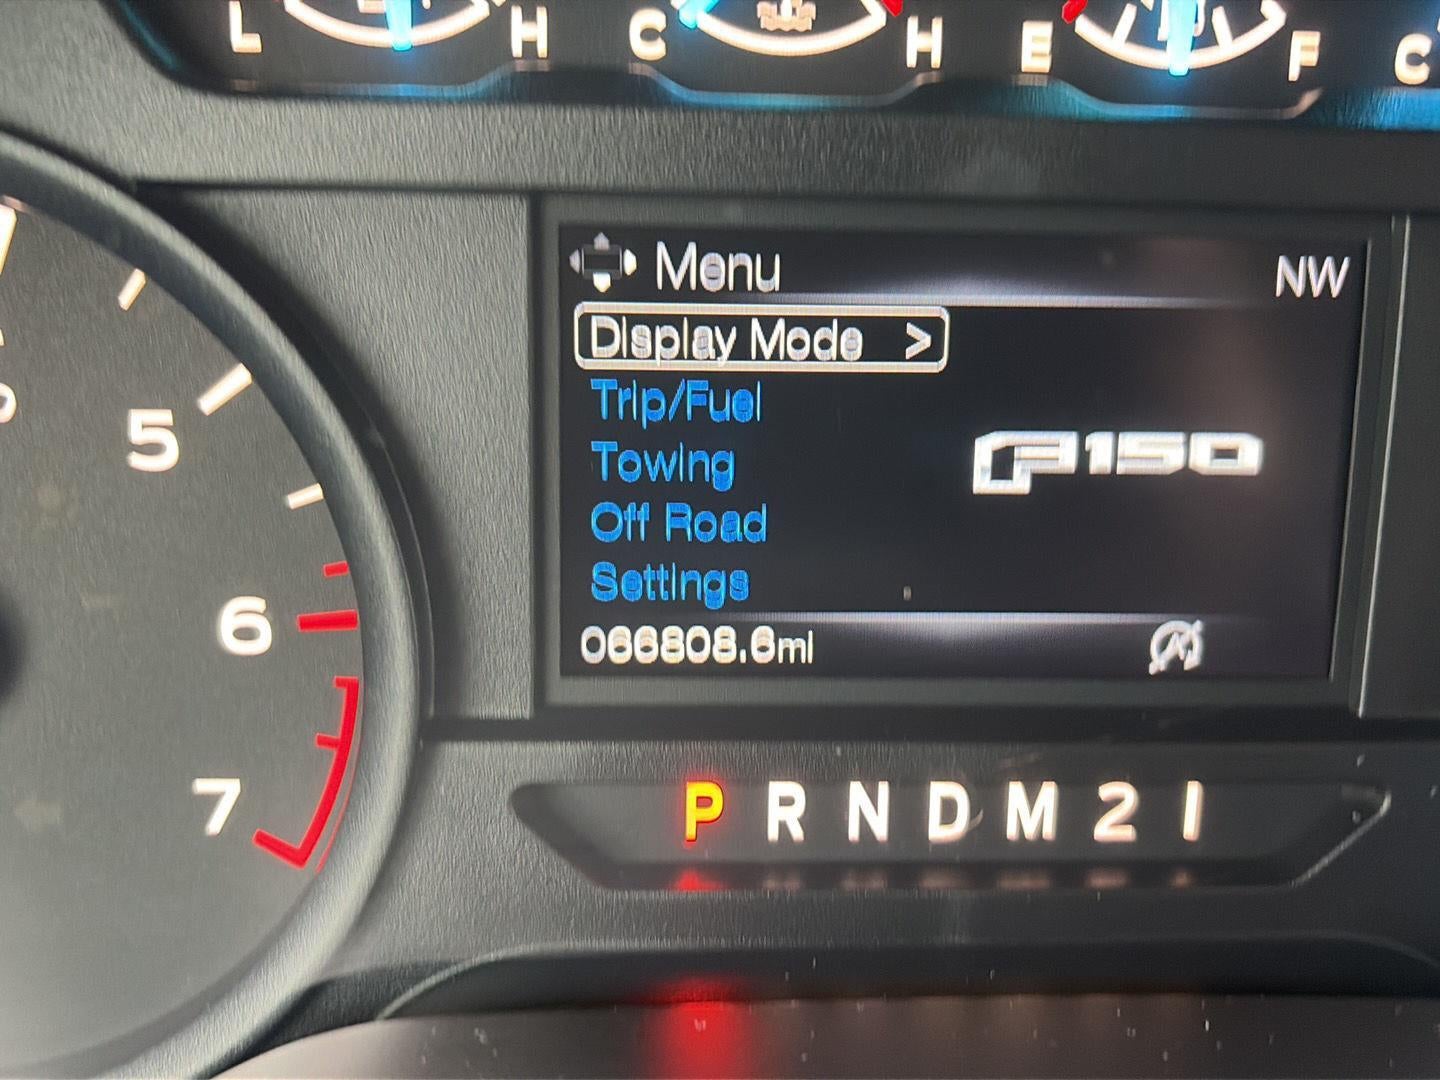 L H C H E F C
Menu NW
Display Mode >
Trip/Fuel
Towing
F150
Off Road
Settings
066808.6mi
5
6
7
P R N D M 2 1